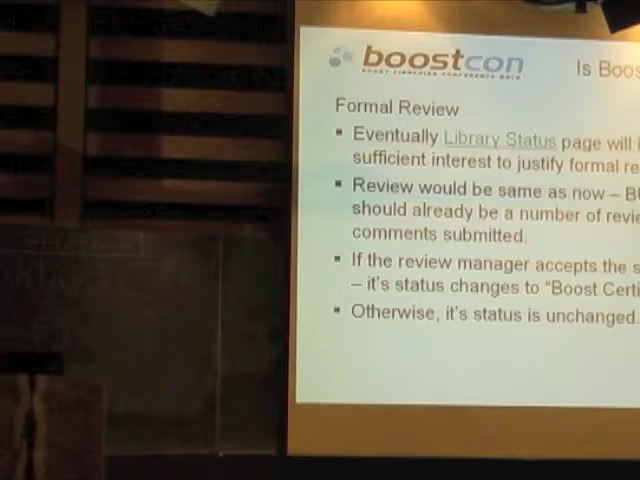 boostcon
Is Boos
Formal Review
Eventually Library Status page will i
sufficient interest to justify formal re
Review would be same as now – BU
should already be a number of revie
comments submitted.
If the review manager accepts the s
– it's status changes to "Boost Certi
Otherwise, it's status is unchanged.